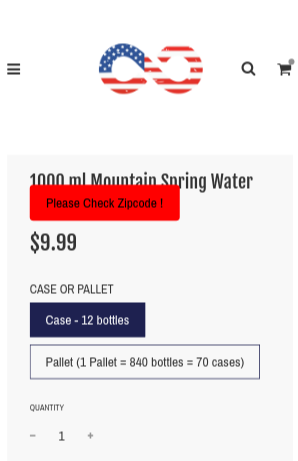 1000 ml Mountain Spring Water
Please Check Zipcode !
$9.99
CASE OR PALLET
Case - 12 bottles
Pallet (1 Pallet = 840 bottles = 70 cases)
QUANTITY
− 1 +